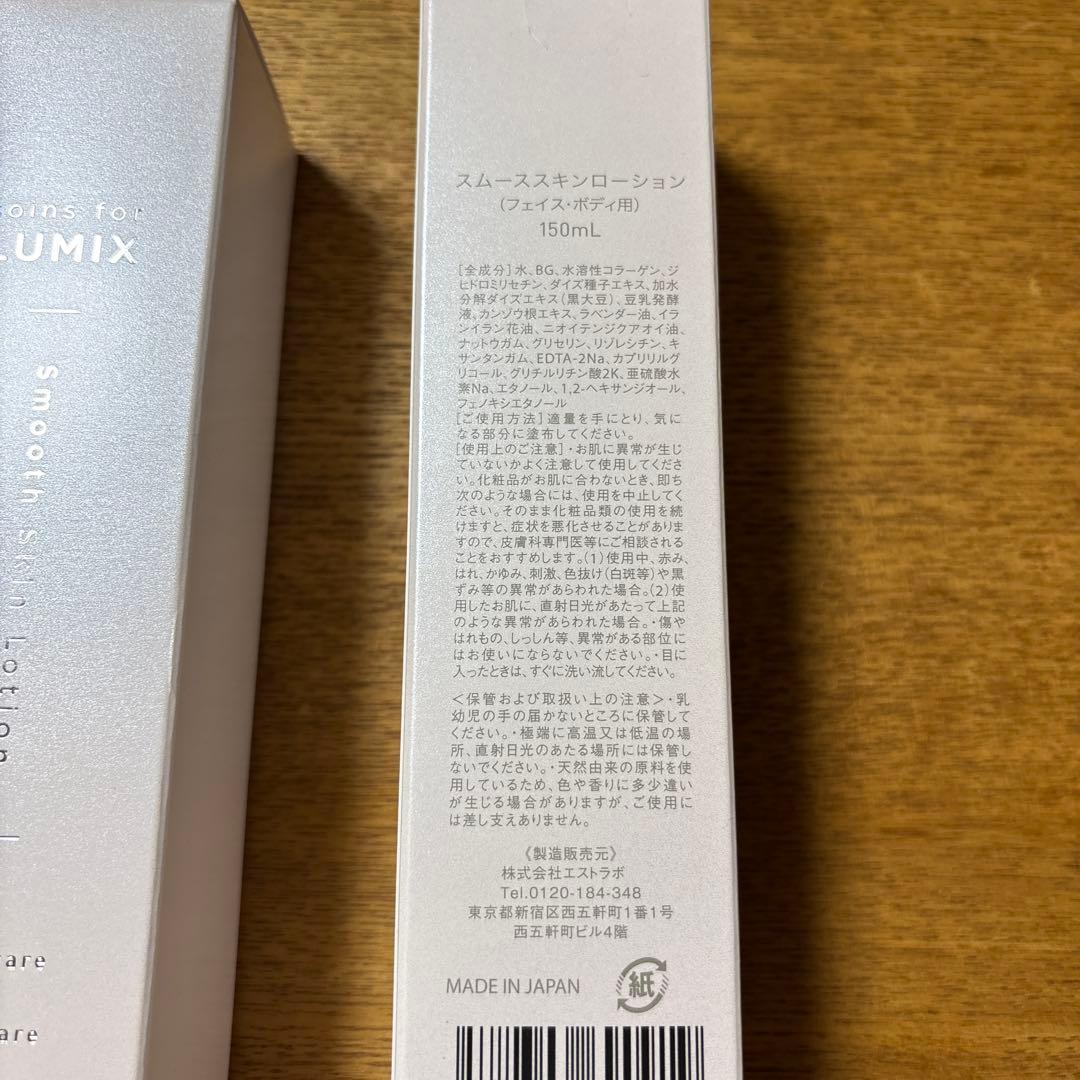 oins for
LUMIX
Smooth Skin Lotion
are
are
スムーススキンローション
（フェイス・ボディ用）
150mL
[全成分]水、BG、水溶性コラーゲン、ジ
ヒドロミリセチン、ダイズ種子エキス、加水
分解ダイズエキス（黒大豆）、豆乳発酵
液、カンゾウ根エキス、ラベンダー油、イラ
ンイラン花油、ニオイテンジクアオイ油、
ナットウガム、グリセリン、リゾレシチン、キ
サンタンガム、EDTA-2Na、カプリリルグ
リコール、グリチルリチン酸2K、亜硫酸水
素Na、エタノール、1,2-ヘキサンジオール、
フェノキシエタノール
[ご使用方法]適量を手にとり、気に
なる部分に塗布してください。
[使用上のご注意]・お肌に異常が生じ
ていないかよく注意して使用してくださ
い。化粧品がお肌に合わないとき、即ち
次のような場合には、使用を中止してく
ださい。そのまま化粧品類の使用を続
けますと、症状を悪化させることがありま
すので、皮膚科専門医等にご相談される
ことをおすすめします。（1）使用中、赤み、
はれ、かゆみ、刺激、色抜け（白斑等）や黒
ずみ等の異常があらわれた場合。（2）使
用したお肌に、直射日光があたって上記
のような異常があらわれた場合。・傷や
はれもの、しっしん等、異常がある部位に
はお使いにならないでください。・目に
入ったときは、すぐに洗い流してください。
＜保管および取扱い上の注意＞・乳
幼児の手の届かないところに保管して
ください。・極端に高温又は低温の場
所、直射日光のあたる場所には保管し
ないでください。・天然由来の原料を使
用しているため、色や香りに多少違い
が生じる場合がありますが、ご使用に
は差し支えありません。
《製造販売元》
株式会社エストラボ
Tel.0120-184-348
東京都新宿区西五軒町1番1号
西五軒町ビル4階
MADE IN JAPAN
紙